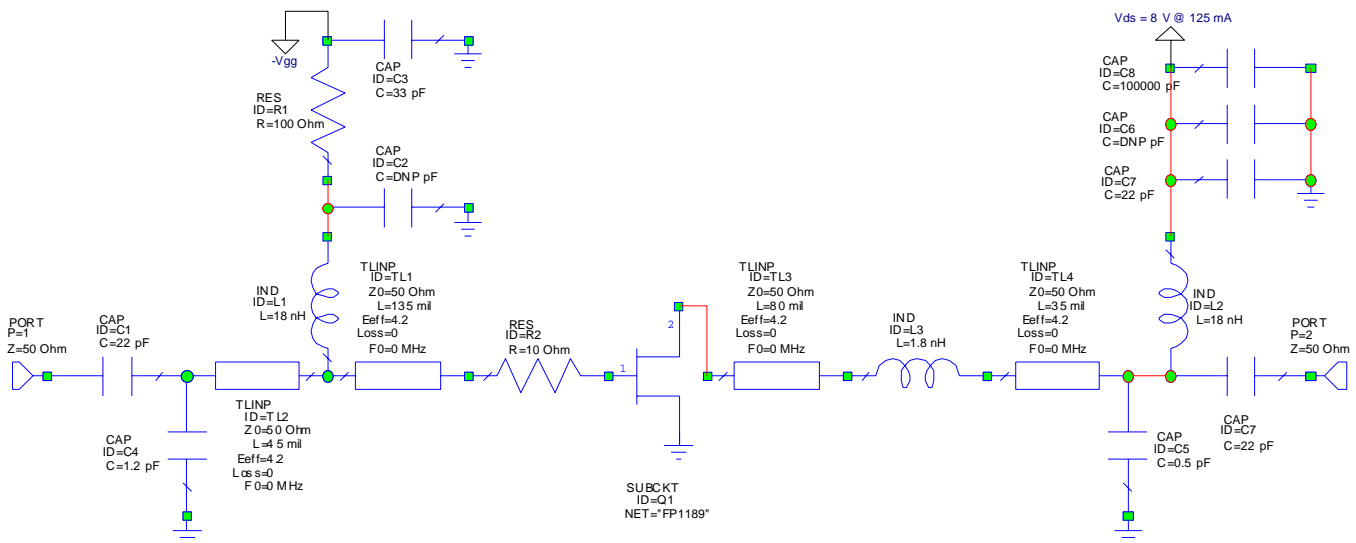 Vds = 8 V @ 125 mA
-Vgg
CAP
ID=C3
C=33 pF
RES
ID=R1
R=100 Ohm
CAP
ID=C2
C=DNP pF
CAP
ID=C8
C=100000 pF
CAP
ID=C6
C=DNP pF
CAP
ID=C7
C=22 pF
IND
ID=L1
L=18 nH
TLINP
ID=TL1
Z0=50 Ohm
L=135 mil
Eeff=4.2
Loss=0
F0=0 MHz
TLINP
ID=TL3
Z0=50 Ohm
L=80 mil
Eeff=4.2
Loss=0
F0=0 MHz
TLINP
ID=TL4
Z0=50 Ohm
L=35 mil
Eeff=4.2
Loss=0
F0=0 MHz
IND
ID=L2
L=18 nH
PORT
P=1
Z=50 Ohm
CAP
ID=C1
C=22 pF
RES
ID=R2
R=10 Ohm
2
1
IND
ID=L3
L=1.8 nH
PORT
P=2
Z=50 Ohm
CAP
ID=C4
C=1.2 pF
TLINP
ID=TL2
Z0=50 Ohm
L=45 mil
Eeff=4.2
Loss=0
F0=0 MHz
SUBCKT
ID=Q1
NET="FP1189"
CAP
ID=C5
C=0.5 pF
CAP
ID=C7
C=22 pF